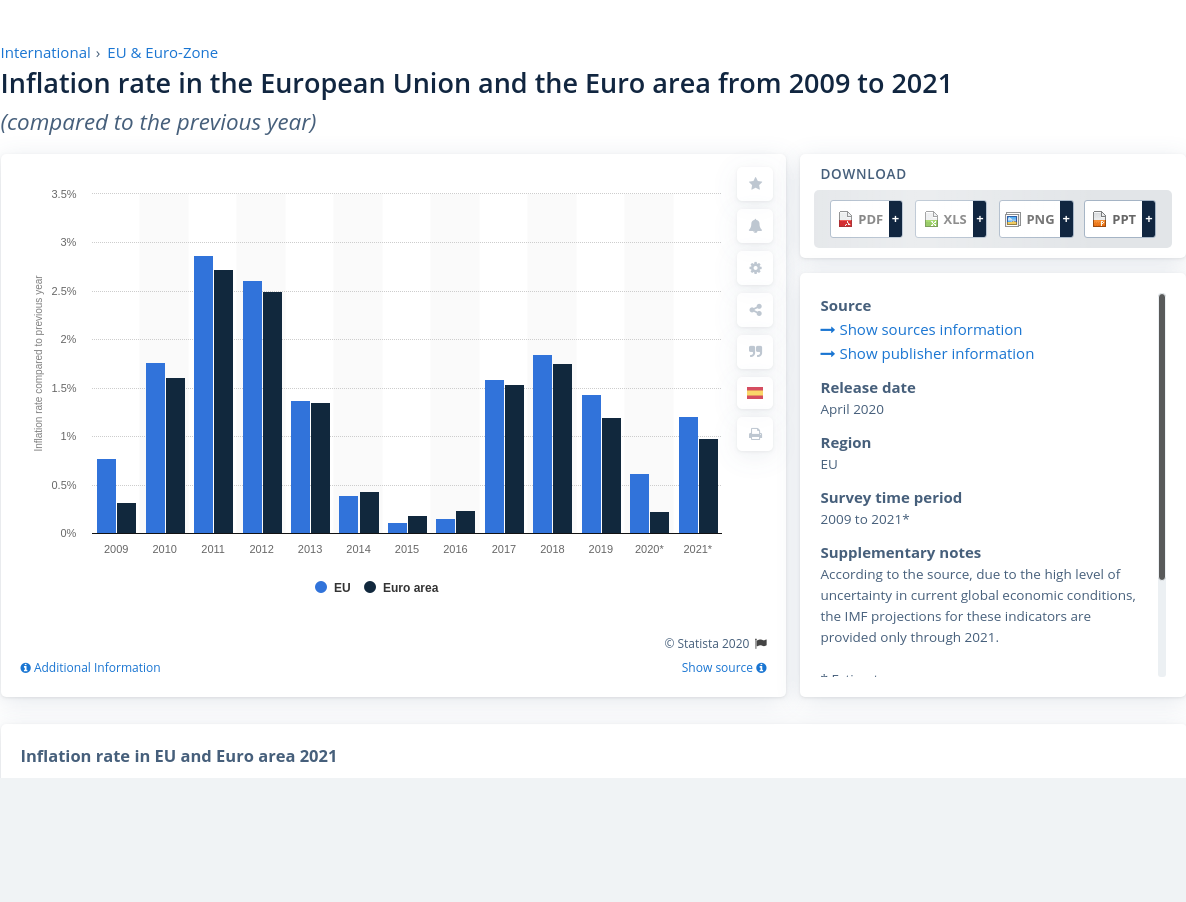 International › EU & Euro-Zone
Inflation rate in the European Union and the Euro area from 2009 to 2021
(compared to the previous year)
3.5%
3%
2.5%
2%
1.5%
1%
0.5%
0%
Inflation rate compared to previous year
2009 2010 2011 2012 2013 2014 2015 2016 2017 2018 2019 2020* 2021*
EU Euro area
© Statista 2020
Additional Information
Show source
DOWNLOAD
PDF + XLS + PNG + PPT +
Source
Show sources information
Show publisher information
Release date
April 2020
Region
EU
Survey time period
2009 to 2021*
Supplementary notes
According to the source, due to the high level of
uncertainty in current global economic conditions,
the IMF projections for these indicators are
provided only through 2021.
Inflation rate in EU and Euro area 2021